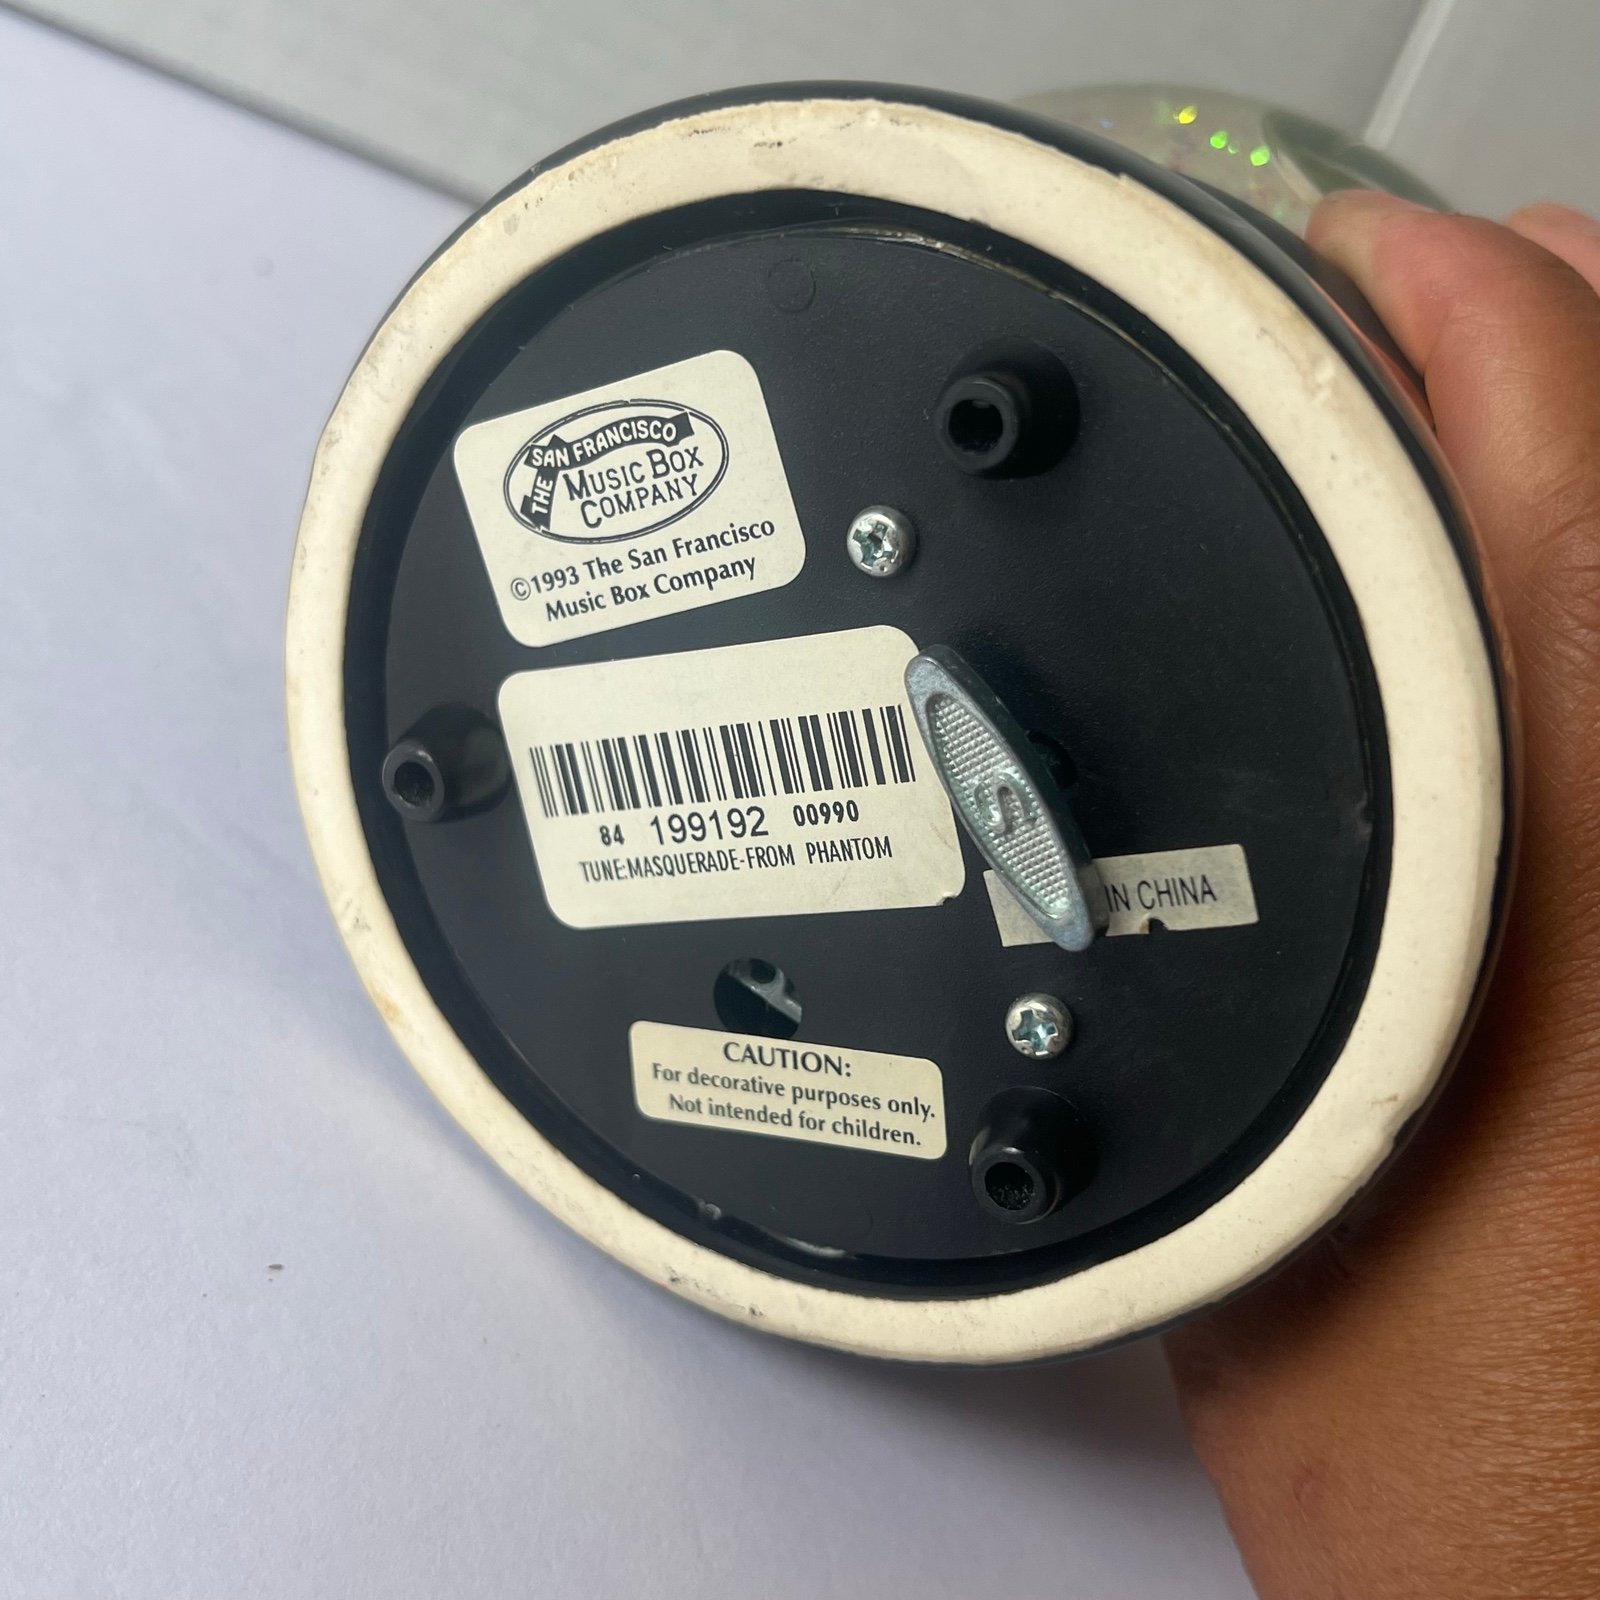 THE SAN FRANCISCO
MUSIC BOX
COMPANY
©1993 The San Francisco
Music Box Company
84 199192 00990
TUNE:MASQUERADE-FROM PHANTOM
IN CHINA
CAUTION:
For decorative purposes only.
Not intended for children.
S